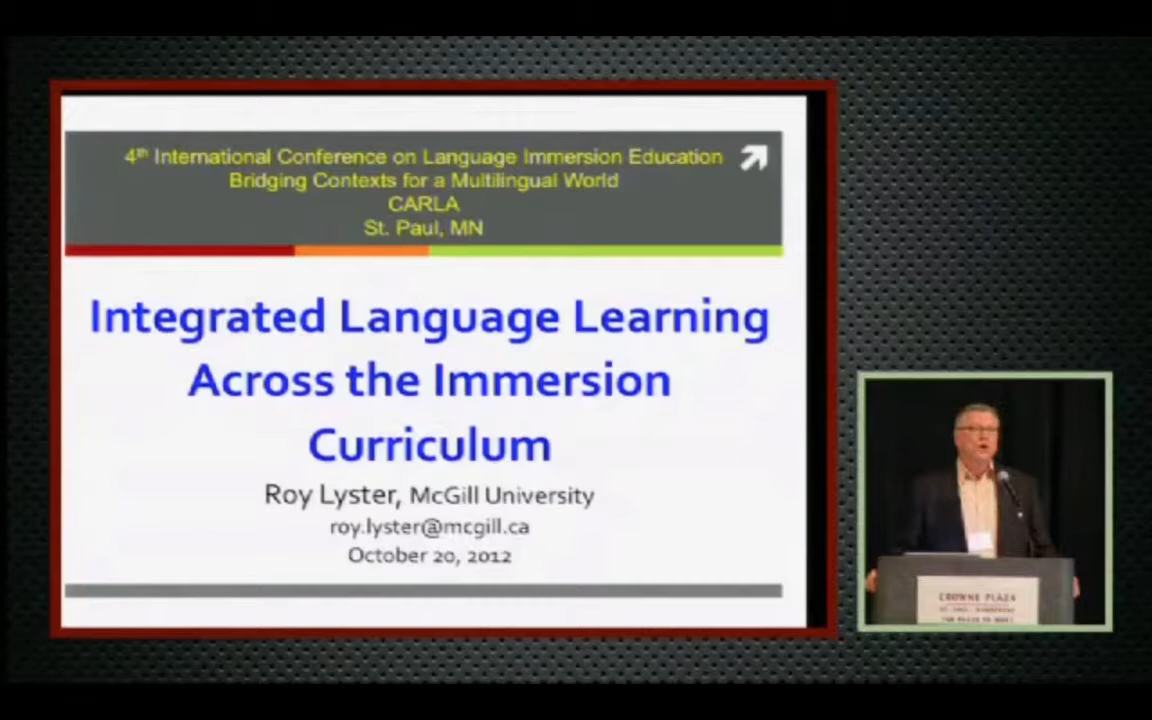 4th International Conference on Language Immersion Education
Bridging Contexts for a Multilingual World
CARLA
St. Paul, MN
Integrated Language Learning
Across the Immersion
Curriculum
Roy Lyster, McGill University
roy.lyster@mcgill.ca
October 20, 2012
CROWNE PLAZA